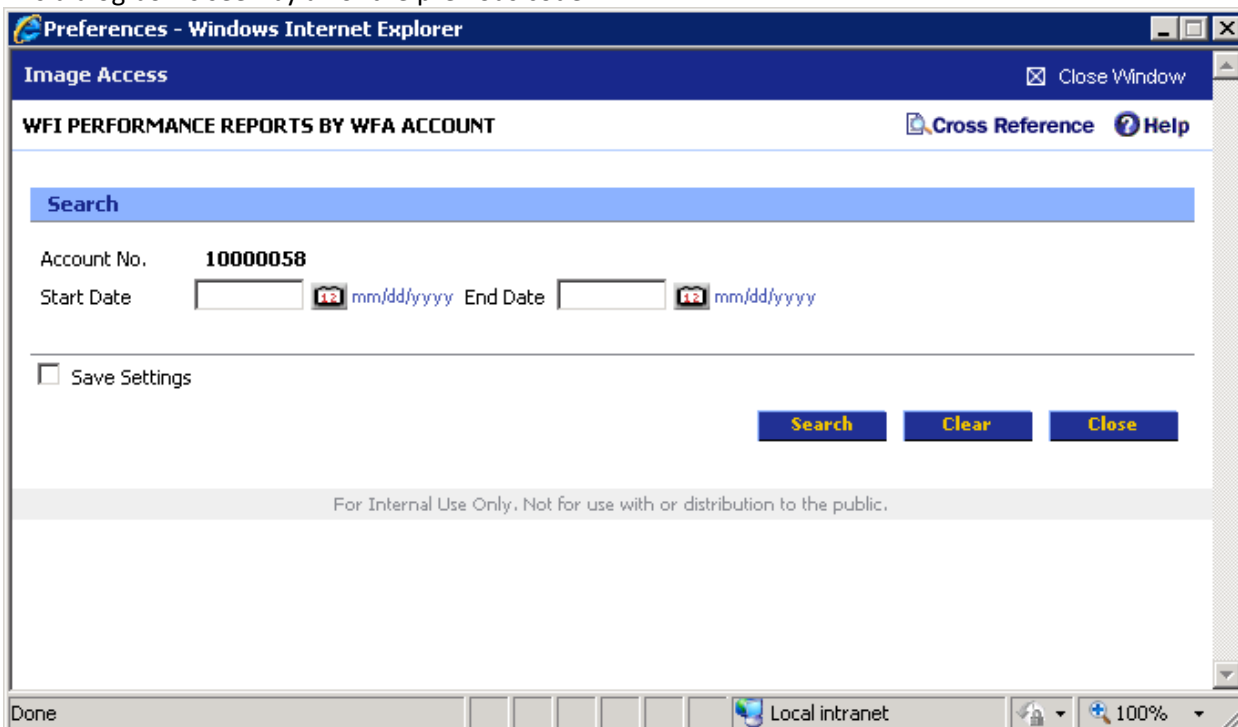 Preferences - Windows Internet Explorer
Image Access Close Window
WFI PERFORMANCE REPORTS BY WFA ACCOUNT Cross Reference Help
Search
Account No. 10000058
Start Date 12 mm/dd/yyyy End Date 12 mm/dd/yyyy
Save Settings
Search Clear Close
For Internal Use Only. Not for use with or distribution to the public.
Done Local intranet 100%